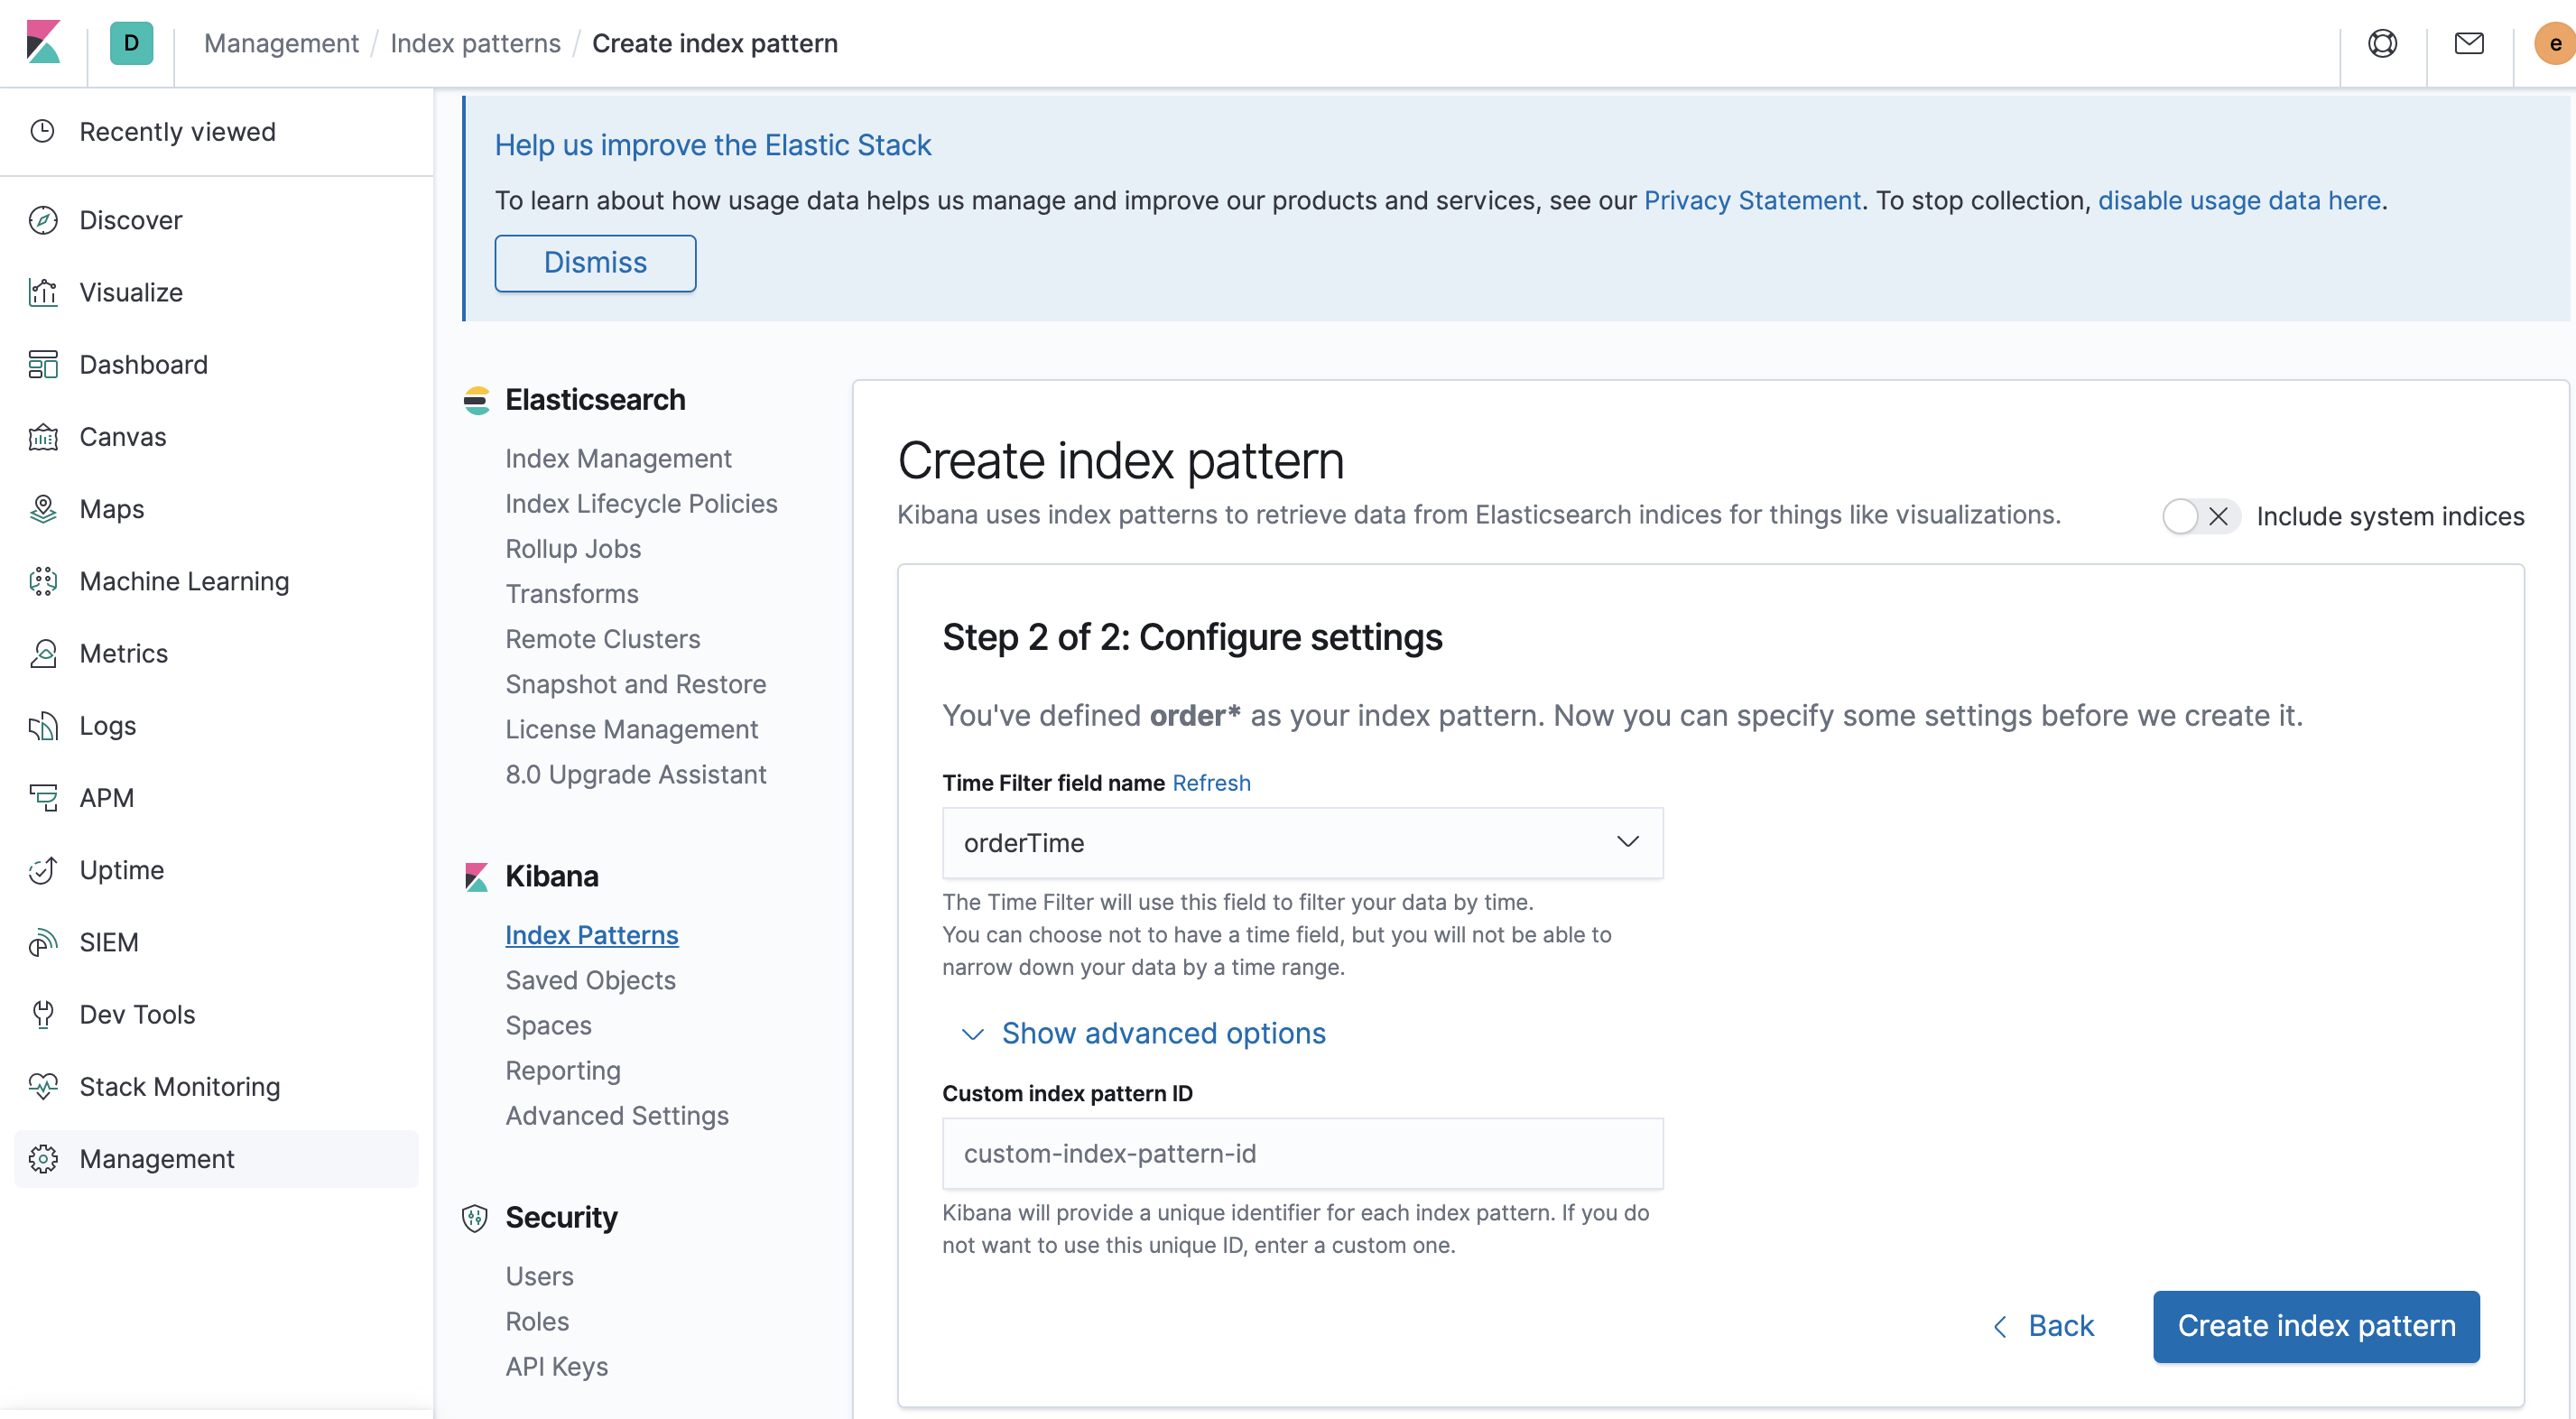 D
Management / Index patterns / Create index pattern
e
Recently viewed
Discover
Visualize
Dashboard
Canvas
Maps
Machine Learning
Metrics
Logs
APM
Uptime
SIEM
Dev Tools
Stack Monitoring
Management
Help us improve the Elastic Stack
To learn about how usage data helps us manage and improve our products and services, see our Privacy Statement. To stop collection, disable usage data here.
Dismiss
Elasticsearch
Index Management
Index Lifecycle Policies
Rollup Jobs
Transforms
Remote Clusters
Snapshot and Restore
License Management
8.0 Upgrade Assistant
Kibana
Index Patterns
Saved Objects
Spaces
Reporting
Advanced Settings
Security
Users
Roles
API Keys
Create index pattern
Kibana uses index patterns to retrieve data from Elasticsearch indices for things like visualizations.
Include system indices
Step 2 of 2: Configure settings
You've defined order* as your index pattern. Now you can specify some settings before we create it.
Time Filter field name Refresh
orderTime
The Time Filter will use this field to filter your data by time.
You can choose not to have a time field, but you will not be able to
narrow down your data by a time range.
Show advanced options
Custom index pattern ID
custom-index-pattern-id
Kibana will provide a unique identifier for each index pattern. If you do
not want to use this unique ID, enter a custom one.
Back
Create index pattern